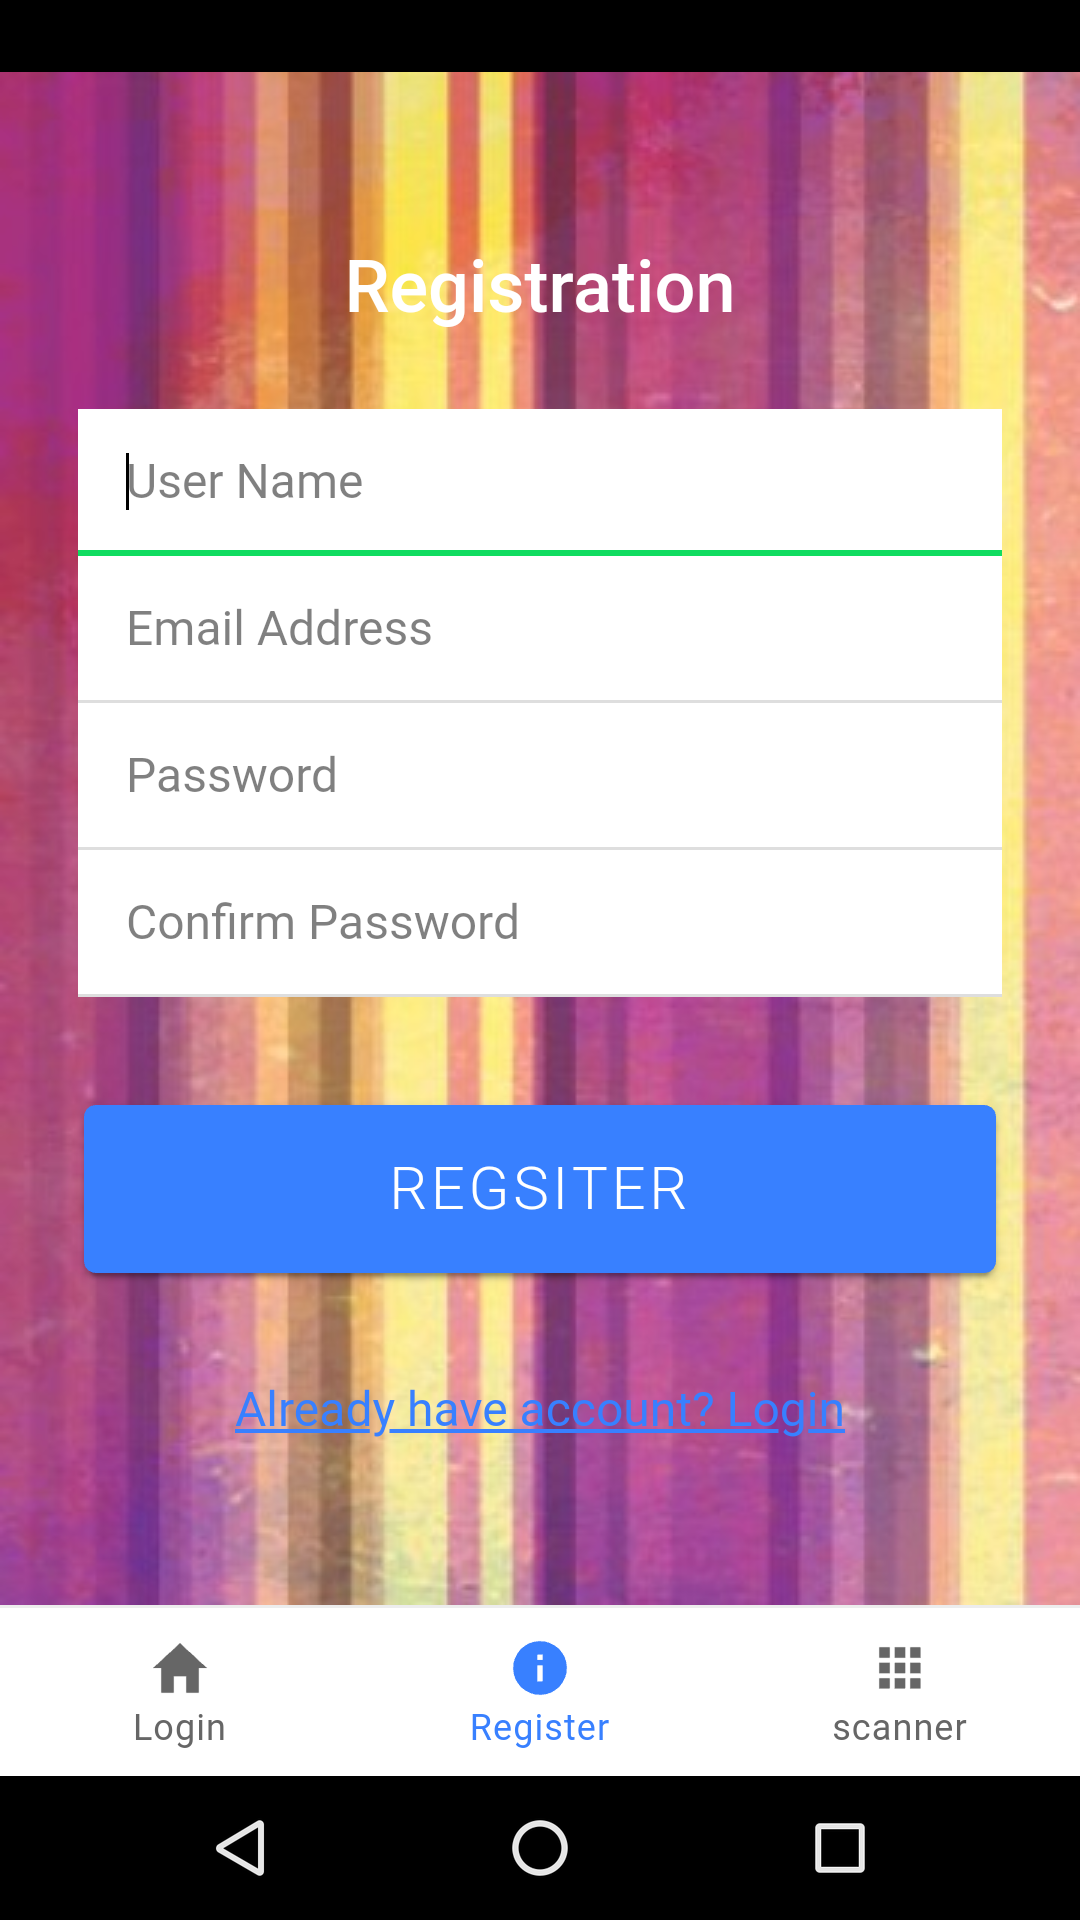 Registration
User Name
Email Address
Password
Confirm Password
REGSITER
Already have account? Login
Login
Register
scanner